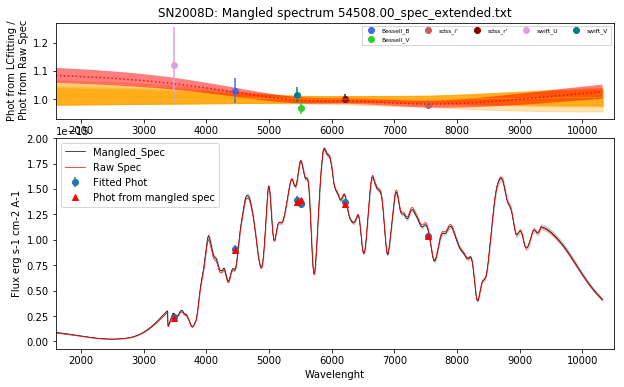 SN2008D: Mangled spectrum 54508.00_spec_extended.txt
Phot from LCfitting /
Phot from Raw Spec
1.2
1.1
1.0
Bessell_B
Bessell_V
sdss_i'
sdss_r'
swift_U
swift_V
2000 3000 4000 5000 6000 7000 8000 9000 10000
Flux erg s-1 cm-2 A-1
2.00
1.75
1.50
1.25
1.00
0.75
0.50
0.25
0.00
Mangled_Spec
Raw Spec
Fitted Phot
Phot from mangled spec
2000 3000 4000 5000 6000 7000 8000 9000 10000
Wavelenght